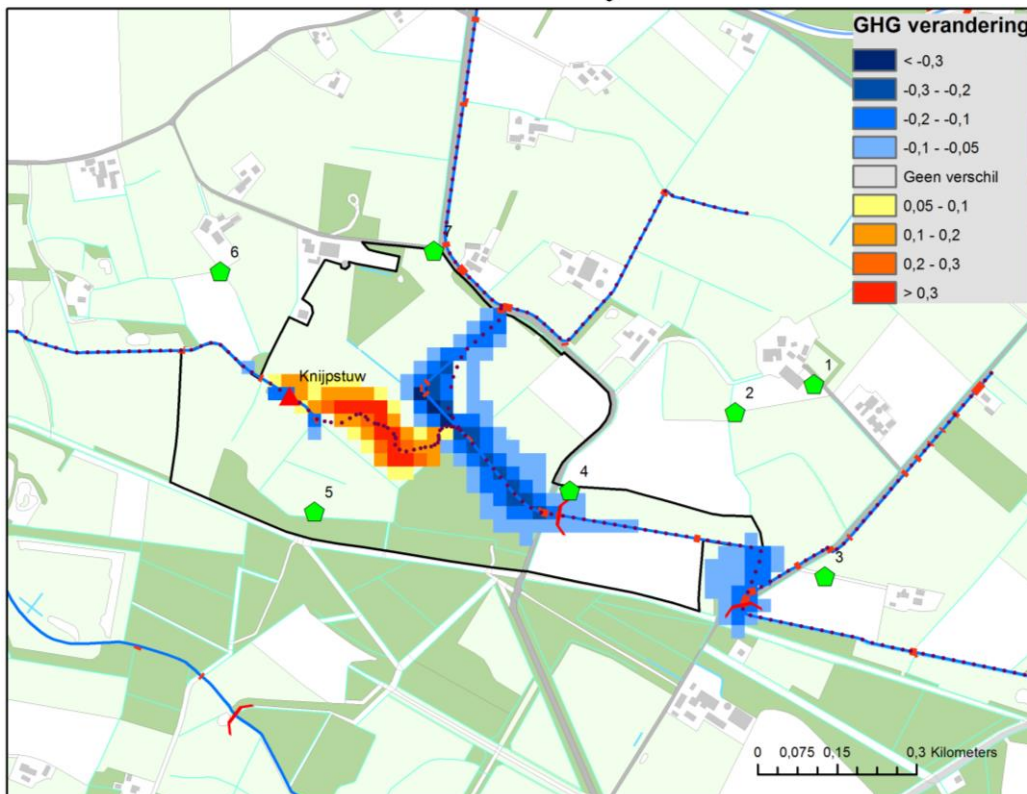 GHG verandering
< -0,3
-0,3 - -0,2
-0,2 - -0,1
-0,1 - -0,05
Geen verschil
0,05 - 0,1
0,1 - 0,2
0,2 - 0,3
> 0,3
7
6
Knijpstuw
1
2
4
5
3
0 0,075 0,15 0,3 Kilometers